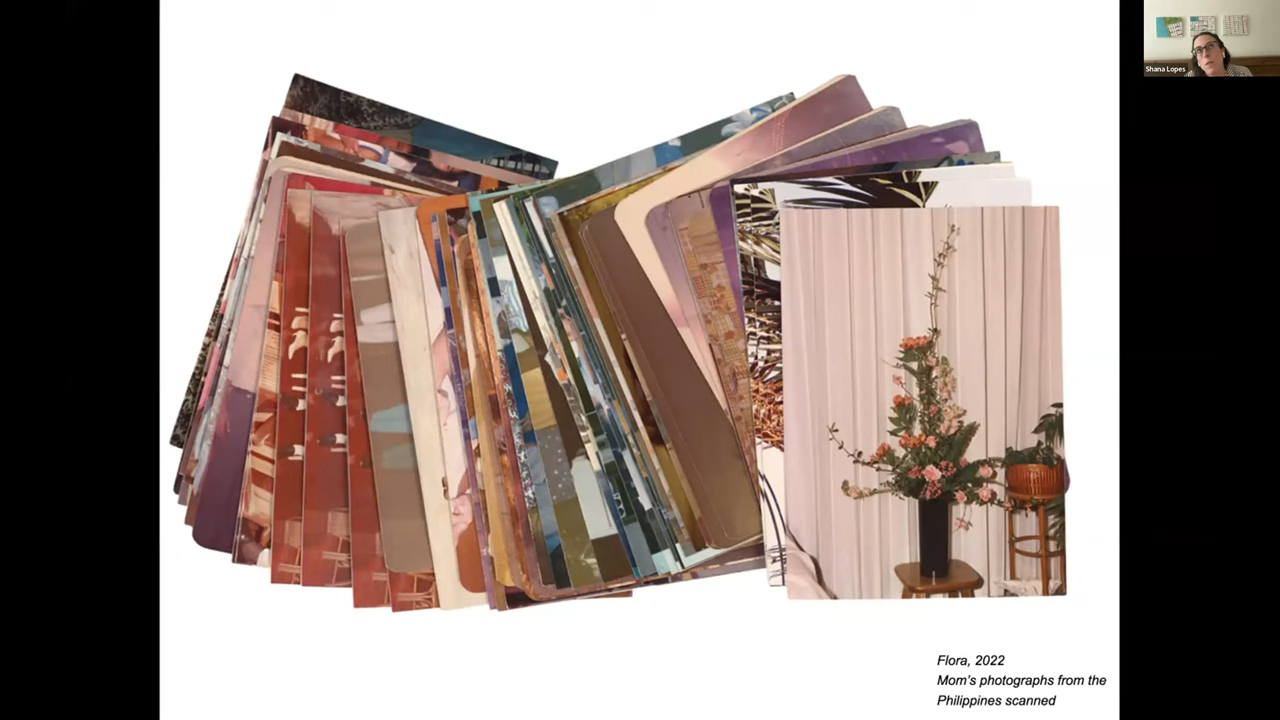 Shana Lopes
Flora, 2022
Mom's photographs from the
Philippines scanned